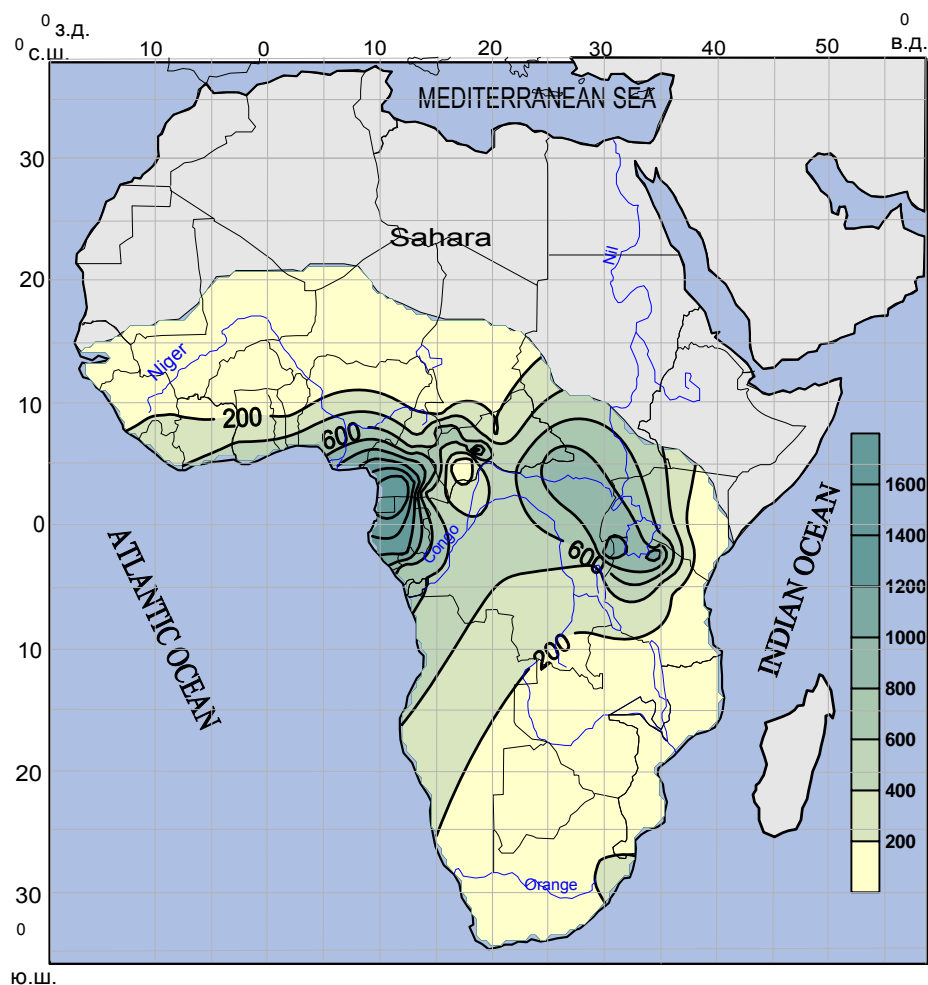 0 з.д.
0
0 с.ш.
10
0
10
20
30
40
50
в.д.
MEDITERRANEAN SEA
30
Sahara
Nil
20
Niger
10
200
600
1600
0
Congo
600
1400
1200
ATLANTIC OCEAN
INDIAN OCEAN
1000
10
200
800
600
20
400
200
Orange
30
0
ю.ш.